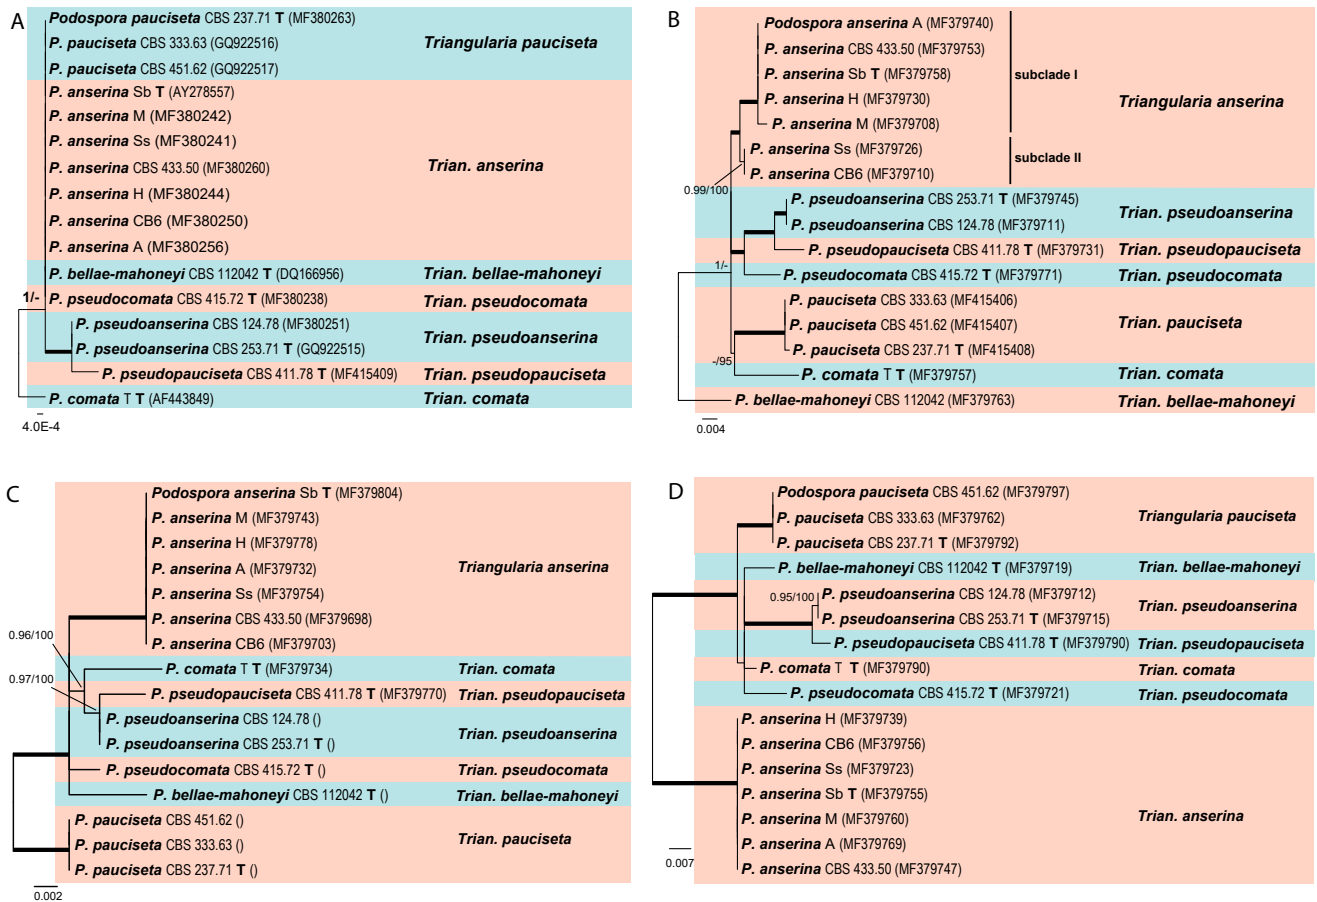 A
Podospora pauciseta CBS 237.71 T (MF380263)
P. pauciseta CBS 333.63 (GQ922516)
Triangularia pauciseta
P. pauciseta CBS 451.62 (GQ922517)
P. anserina Sb T (AY278557)
P. anserina M (MF380242)
P. anserina Ss (MF380241)
P. anserina CBS 433.50 (MF380260)
Trian. anserina
P. anserina H (MF380244)
P. anserina CB6 (MF380250)
P. anserina A (MF380256)
P. bellae-mahoneyi CBS 112042 T (DQ166956)
Trian. bellae-mahoneyi
1/-
P. pseudocomata CBS 415.72 T (MF380238)
Trian. pseudocomata
P. pseudoanserina CBS 124.78 (MF380251)
Trian. pseudoanserina
P. pseudoanserina CBS 253.71 T (GQ922515)
P. pseudopauciseta CBS 411.78 T (MF415409)
Trian. pseudopauciseta
P. comata T T (AF443849)
Trian. comata
4.0E-4
B
Podospora anserina A (MF379740)
P. anserina CBS 433.50 (MF379753)
P. anserina Sb T (MF379758)
subclade I
P. anserina H (MF379730)
Triangularia anserina
P. anserina M (MF379708)
P. anserina Ss (MF379726)
subclade II
P. anserina CB6 (MF379710)
0.99/100
P. pseudoanserina CBS 253.71 T (MF379745)
Trian. pseudoanserina
P. pseudoanserina CBS 124.78 (MF379711)
P. pseudopauciseta CBS 411.78 T (MF379731)
Trian. pseudopauciseta
1/-
P. pseudocomata CBS 415.72 T (MF379771)
Trian. pseudocomata
P. pauciseta CBS 333.63 (MF415406)
P. pauciseta CBS 451.62 (MF415407)
Trian. pauciseta
P. pauciseta CBS 237.71 T (MF415408)
-/95
P. comata T T (MF379757)
Trian. comata
P. bellae-mahoneyi CBS 112042 (MF379763)
Trian. bellae-mahoneyi
0.004
C
Podospora anserina Sb T (MF379804)
P. anserina M (MF379743)
P. anserina H (MF379778)
P. anserina A (MF379732)
Triangularia anserina
P. anserina Ss (MF379754)
P. anserina CBS 433.50 (MF379698)
0.96/100
P. anserina CB6 (MF379703)
P. comata T T (MF379734)
Trian. comata
0.97/100
P. pseudopauciseta CBS 411.78 T (MF379770)
Trian. pseudopauciseta
P. pseudoanserina CBS 124.78 ()
Trian. pseudoanserina
P. pseudoanserina CBS 253.71 T ()
P. pseudocomata CBS 415.72 T ()
Trian. pseudocomata
P. bellae-mahoneyi CBS 112042 T ()
Trian. bellae-mahoneyi
P. pauciseta CBS 451.62 ()
P. pauciseta CBS 333.63 ()
Trian. pauciseta
P. pauciseta CBS 237.71 T ()
0.002
D
Podospora pauciseta CBS 451.62 (MF379797)
P. pauciseta CBS 333.63 (MF379762)
Triangularia pauciseta
P. pauciseta CBS 237.71 T (MF379792)
P. bellae-mahoneyi CBS 112042 T (MF379719)
Trian. bellae-mahoneyi
0.95/100
P. pseudoanserina CBS 124.78 (MF379712)
Trian. pseudoanserina
P. pseudoanserina CBS 253.71 T (MF379715)
P. pseudopauciseta CBS 411.78 T (MF379790)
Trian. pseudopauciseta
P. comata T T (MF379790)
Trian. comata
P. pseudocomata CBS 415.72 T (MF379721)
Trian. pseudocomata
P. anserina H (MF379739)
P. anserina CB6 (MF379756)
P. anserina Ss (MF379723)
P. anserina Sb T (MF379755)
P. anserina M (MF379760)
Trian. anserina
P. anserina A (MF379769)
P. anserina CBS 433.50 (MF379747)
0.007